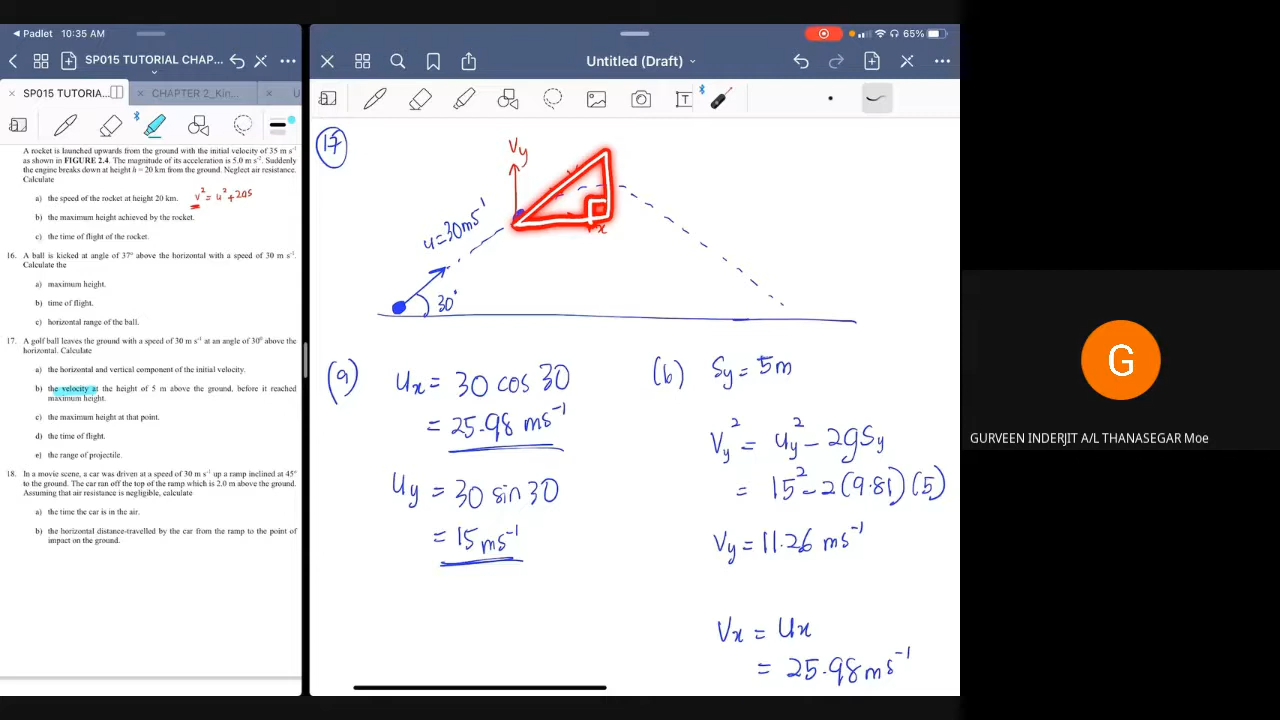 Padlet 10:35 AM
65%
SP015 TUTORIAL CHAP...
Untitled (Draft)
SP015 TUTORIA...
CHAPTER 2_Kin...
A rocket is launched upwards from the ground with the initial velocity of 35 m s⁻¹
as shown in FIGURE 2.4. The magnitude of its acceleration is 5.0 m s⁻². Suddenly
the engine breaks down at height h = 20 km from the ground. Neglect air resistance.
Calculate
a) the speed of the rocket at height 20 km. v² = u² + 2as
b) the maximum height achieved by the rocket.
c) the time of flight of the rocket.
16. A ball is kicked at angle of 37° above the horizontal with a speed of 30 m s⁻¹.
Calculate the
a) maximum height.
b) time of flight.
c) horizontal range of the ball.
17. A golf ball leaves the ground with a speed of 30 m s⁻¹ at an angle of 30⁰ above the
horizontal. Calculate
a) the horizontal and vertical component of the initial velocity.
b) the velocity at the height of 5 m above the ground, before it reached
maximum height.
c) the maximum height at that point.
d) the time of flight.
e) the range of projectile.
18. In a movie scene, a car was driven at a speed of 30 m s⁻¹ up a ramp inclined at 45°
to the ground. The car ran off the top of the ramp which is 2.0 m above the ground.
Assuming that air resistance is negligible, calculate
a) the time the car is in the air.
b) the horizontal distance-travelled by the car from the ramp to the point of
impact on the ground.
17
Vy
u=30ms⁻¹
30°
(a) Ux = 30 cos 30
= 25.98 ms⁻¹
Uy = 30 sin 30
= 15 ms⁻¹
(b) Sy = 5m
Vy² = Uy² - 2gSy
= 15² - 2(9.81)(5)
Vy = 11.26 ms⁻¹
Vx = Ux
= 25.98 ms⁻¹
G
GURVEEN INDERJIT A/L THANASEGAR Moe